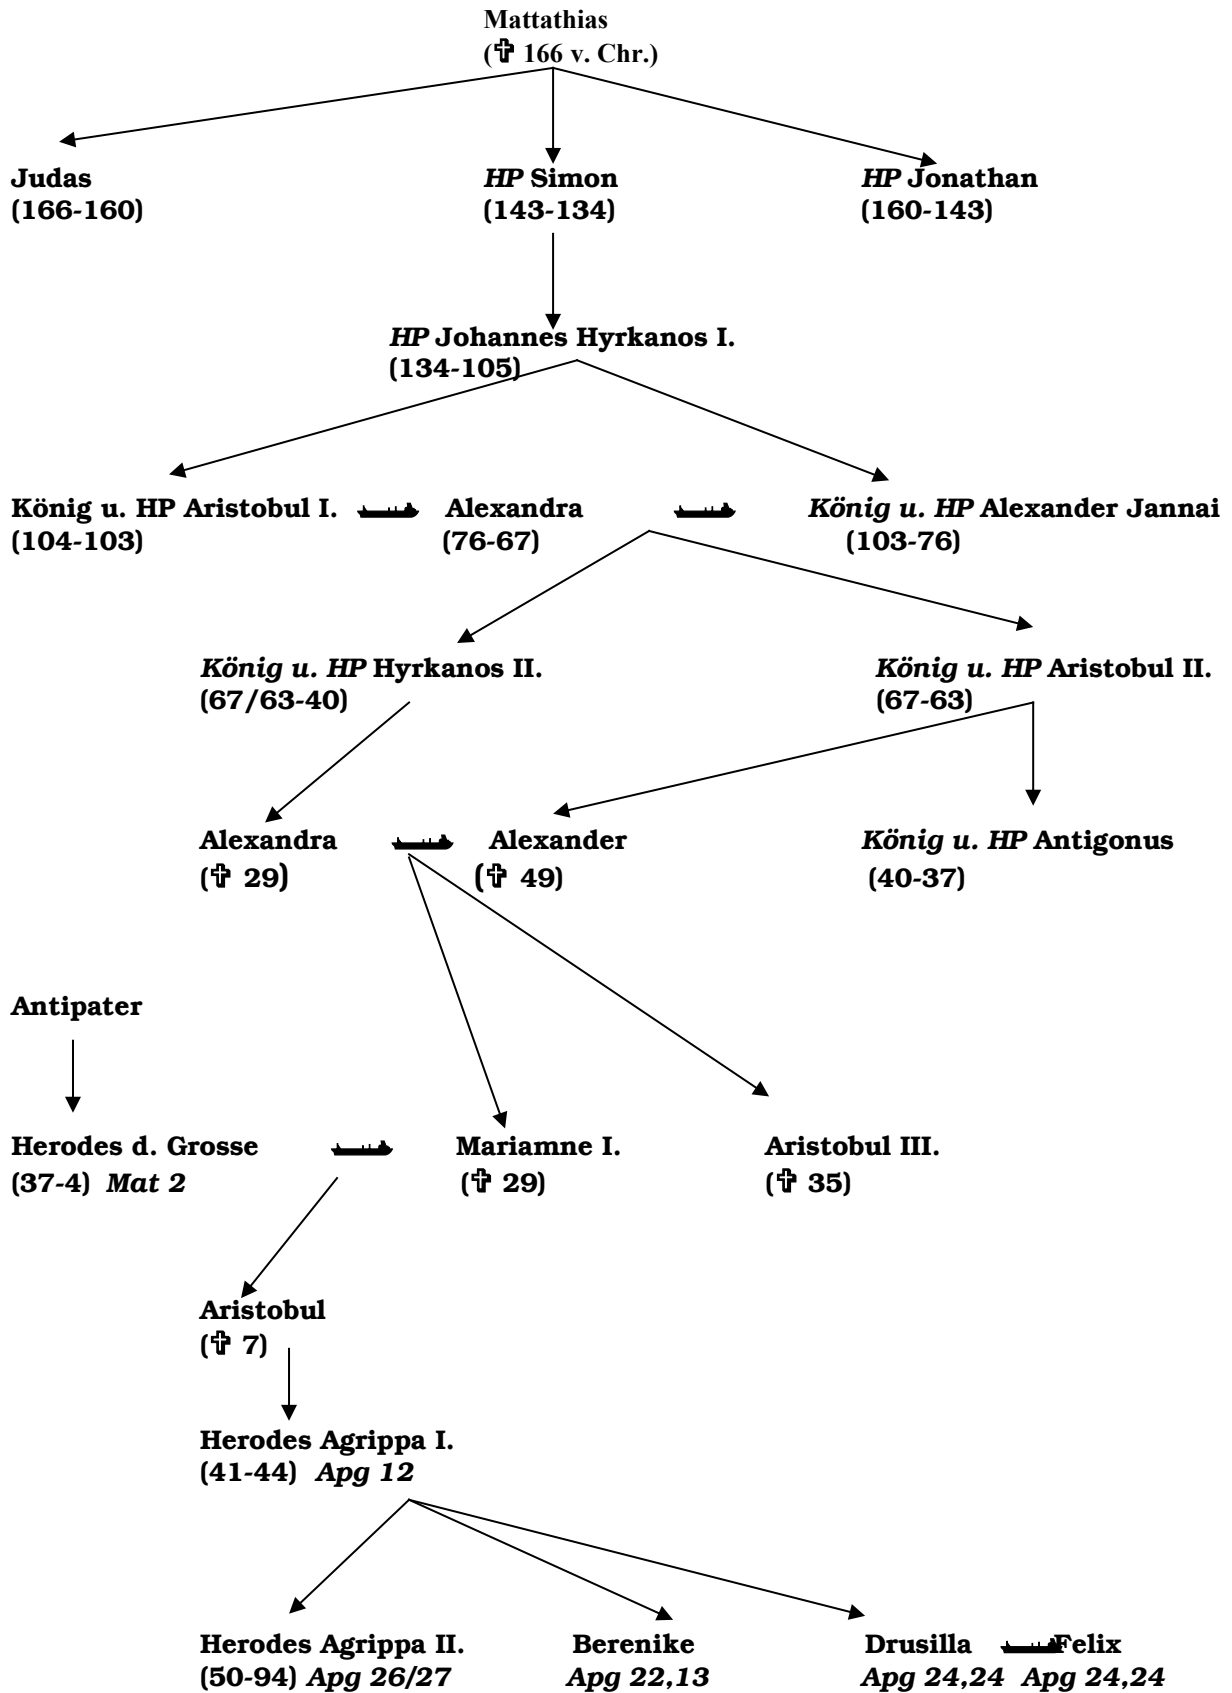 Mattathias
(✞ 166 v. Chr.)
Judas HP Simon HP Jonathan
(166-160) (143-134) (160-143)
HP Johannes Hyrkanos I.
(134-105)
König u. HP Aristobul I. Alexandra König u. HP Alexander Jannai
(104-103) (76-67) (103-76)
König u. HP Hyrkanos II. König u. HP Aristobul II.
(67/63-40) (67-63)
Alexandra Alexander König u. HP Antigonus
(✞ 29) (✞ 49) (40-37)
Antipater
Herodes d. Grosse Mariamne I. Aristobul III.
(37-4) Mat 2 (✞ 29) (✞ 35)
Aristobul
(✞ 7)
Herodes Agrippa I.
(41-44) Apg 12
Herodes Agrippa II. Berenike Drusilla Felix
(50-94) Apg 26/27 Apg 22,13 Apg 24,24 Apg 24,24